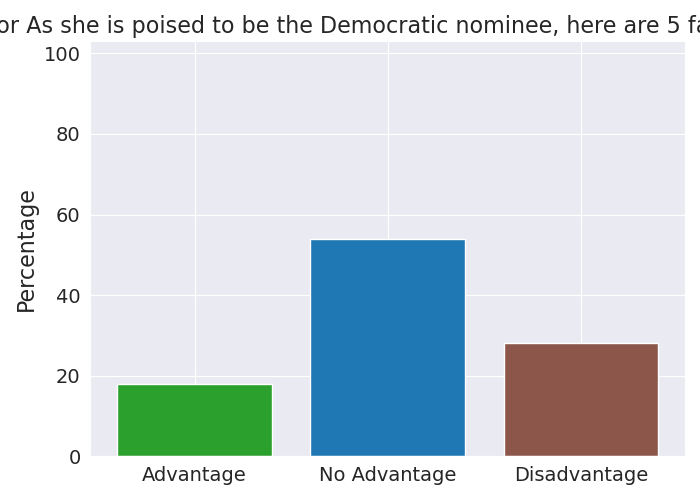 or As she is poised to be the Democratic nominee, here are 5 fa
100
80
60
40
20
0
Percentage
Advantage No Advantage Disadvantage